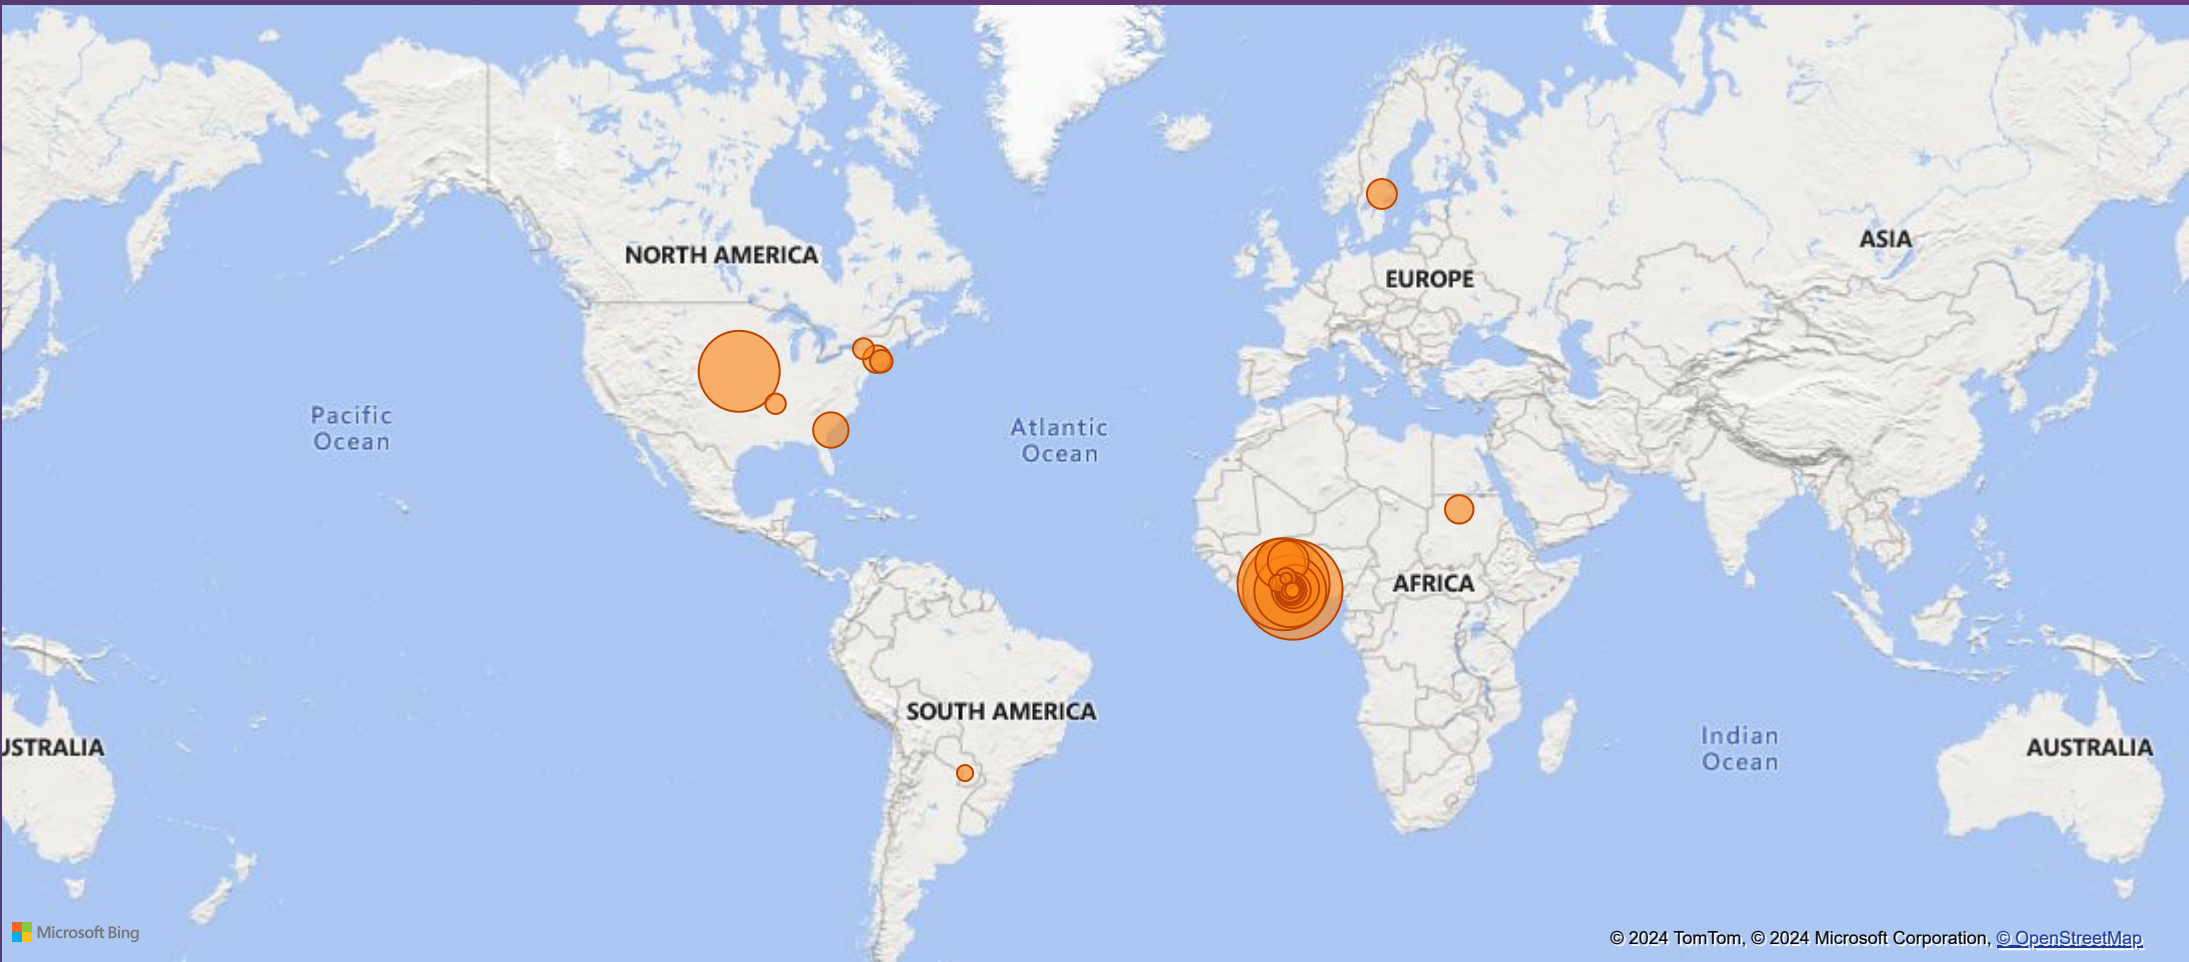 NORTH AMERICA
ASIA
EUROPE
Pacific
Ocean
Atlantic
Ocean
AFRICA
SOUTH AMERICA
USTRALIA
Indian
Ocean
AUSTRALIA
Microsoft Bing
© 2024 TomTom, © 2024 Microsoft Corporation, © OpenStreetMap